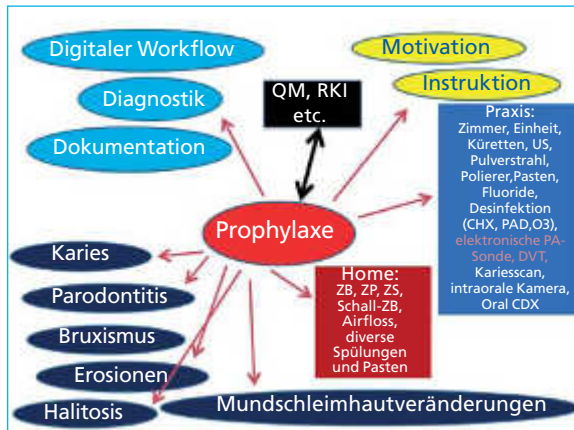 Digitaler Workflow
Diagnostik
Dokumentation
QM, RKI
etc.
Motivation
Instruktion
Praxis:
Zimmer, Einheit,
Küretten, US,
Pulverstrahl,
Polierer,Pasten,
Fluoride,
Desinfektion
(CHX, PAD,O3),
elektronische PA-
Sonde, DVT,
Kariesscan,
intraorale Kamera,
Oral CDX
Prophylaxe
Home:
ZB, ZP, ZS,
Schall-ZB,
Airfloss,
diverse
Spülungen
und Pasten
Karies
Parodontitis
Bruxismus
Erosionen
Halitosis
Mundschleimhautveränderungen